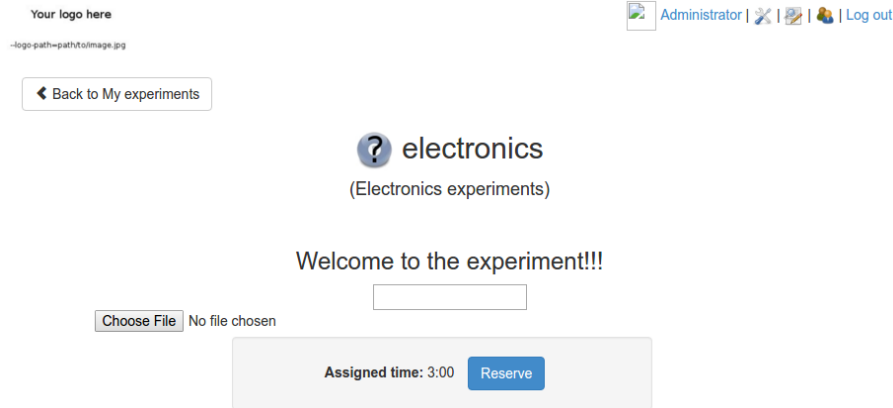 Your logo here
--logo-path=path/to/image.jpg
Administrator | | | | Log out
Back to My experiments
? electronics
(Electronics experiments)
Welcome to the experiment!!!
Choose File No file chosen
Assigned time: 3:00 Reserve